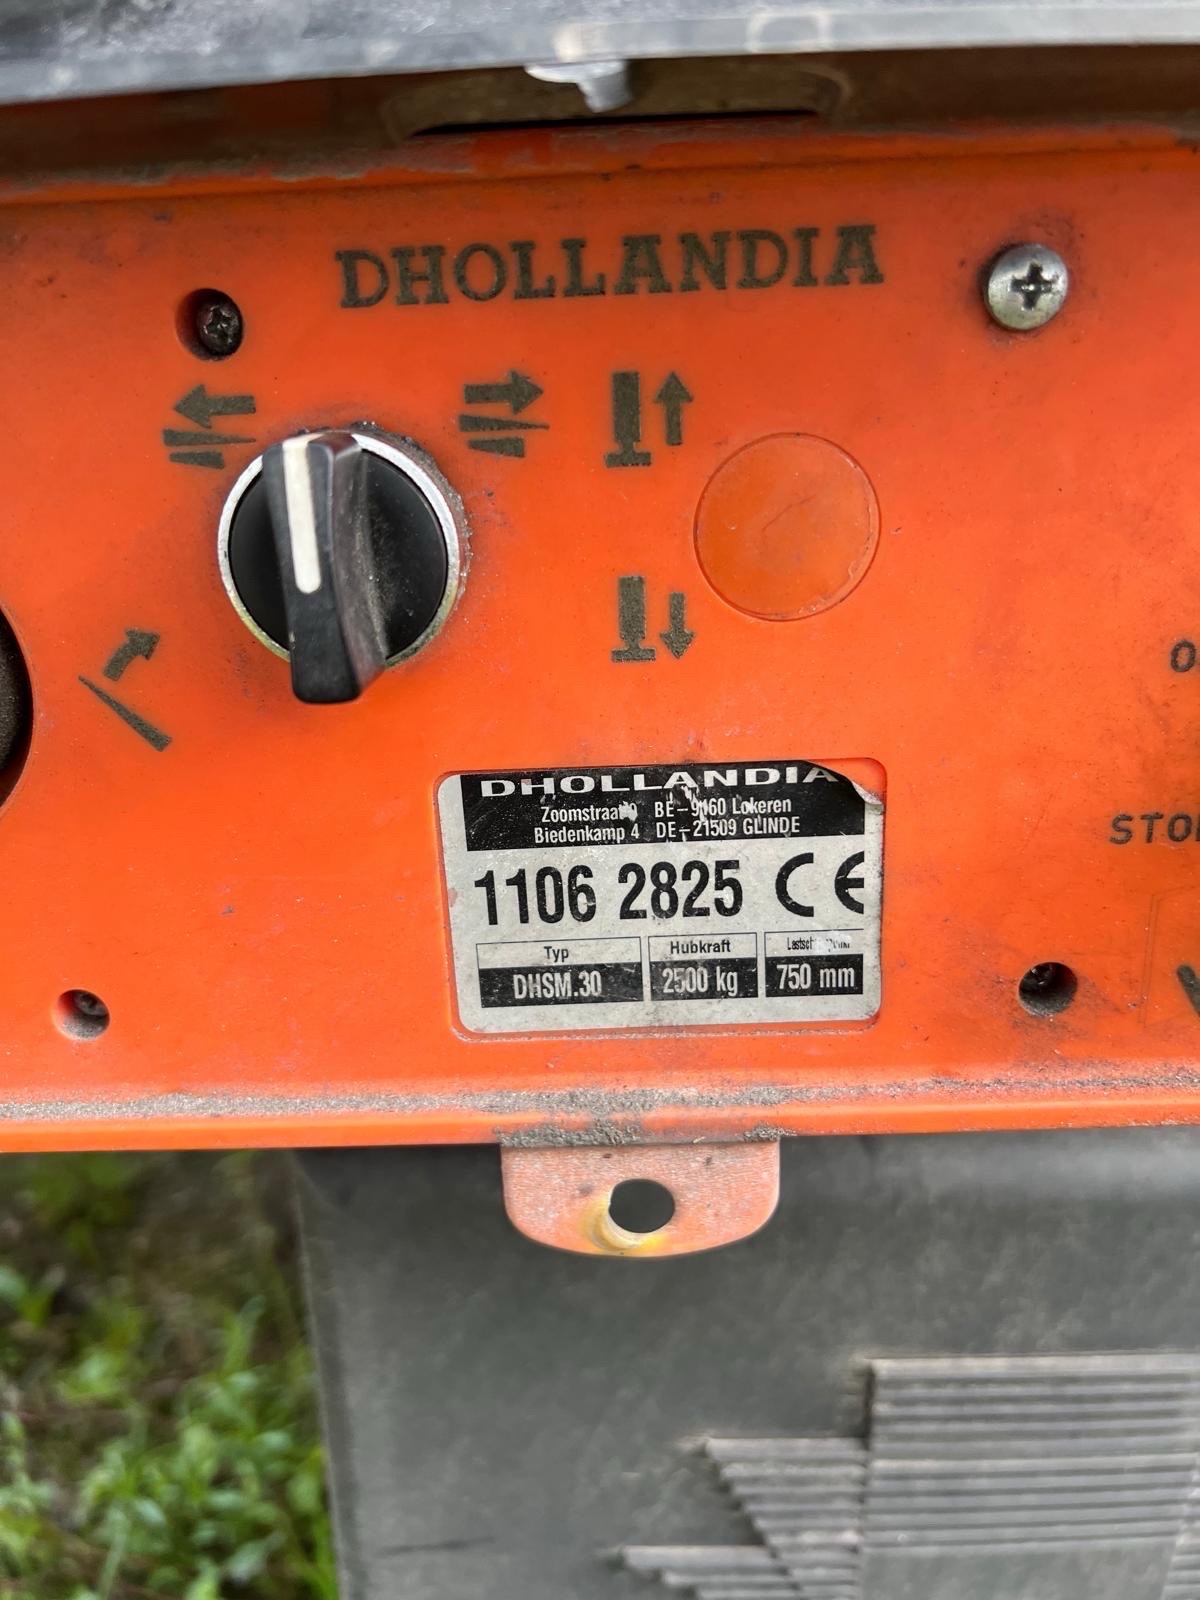 DHOLLANDIA
DHOLLANDIA
BE-9160 Lokeren
Biedenkamp 4 DE-21509 GLINDE
1106 2825 CE
Typ Hubkraft
DHSM.30 2500 kg 750 mm